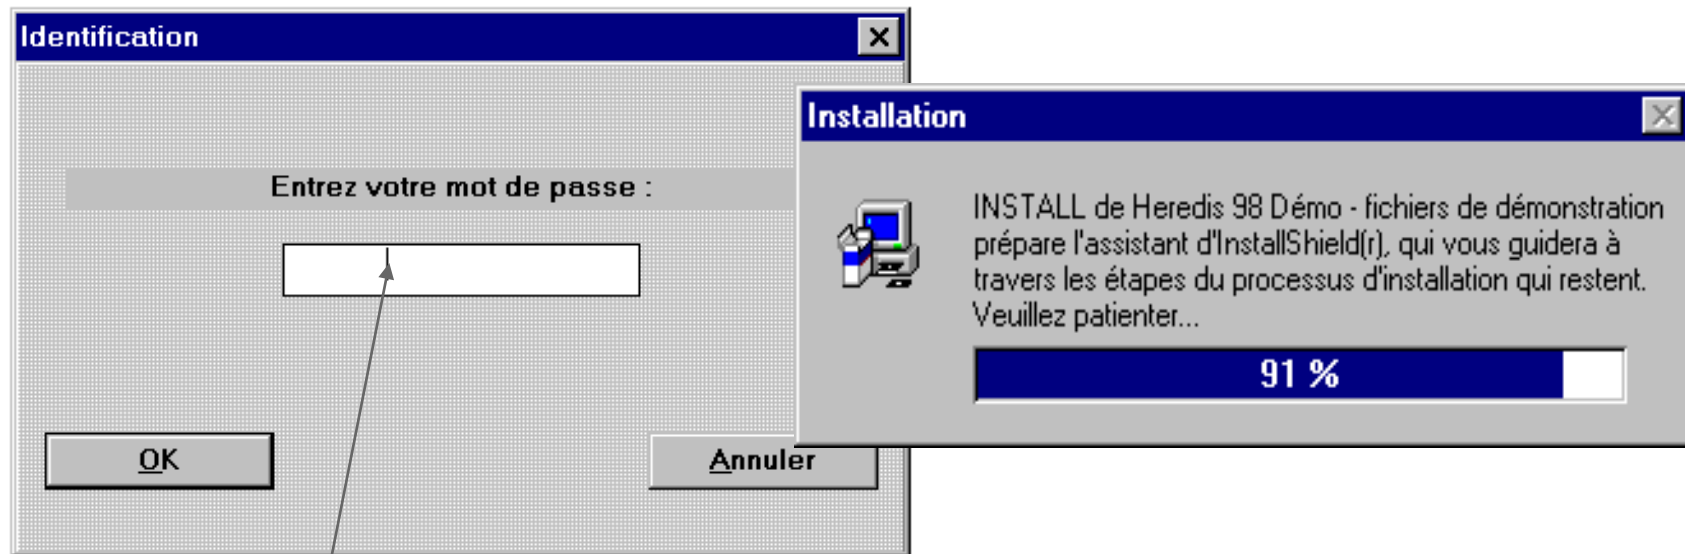 Identification
Entrez votre mot de passe :
OK
Annuler
Installation
INSTALL de Heredis 98 Démo - fichiers de démonstration
prépare l'assistant d'InstallShield(r), qui vous guidera à
travers les étapes du processus d'installation qui restent.
Veuillez patienter...
91 %